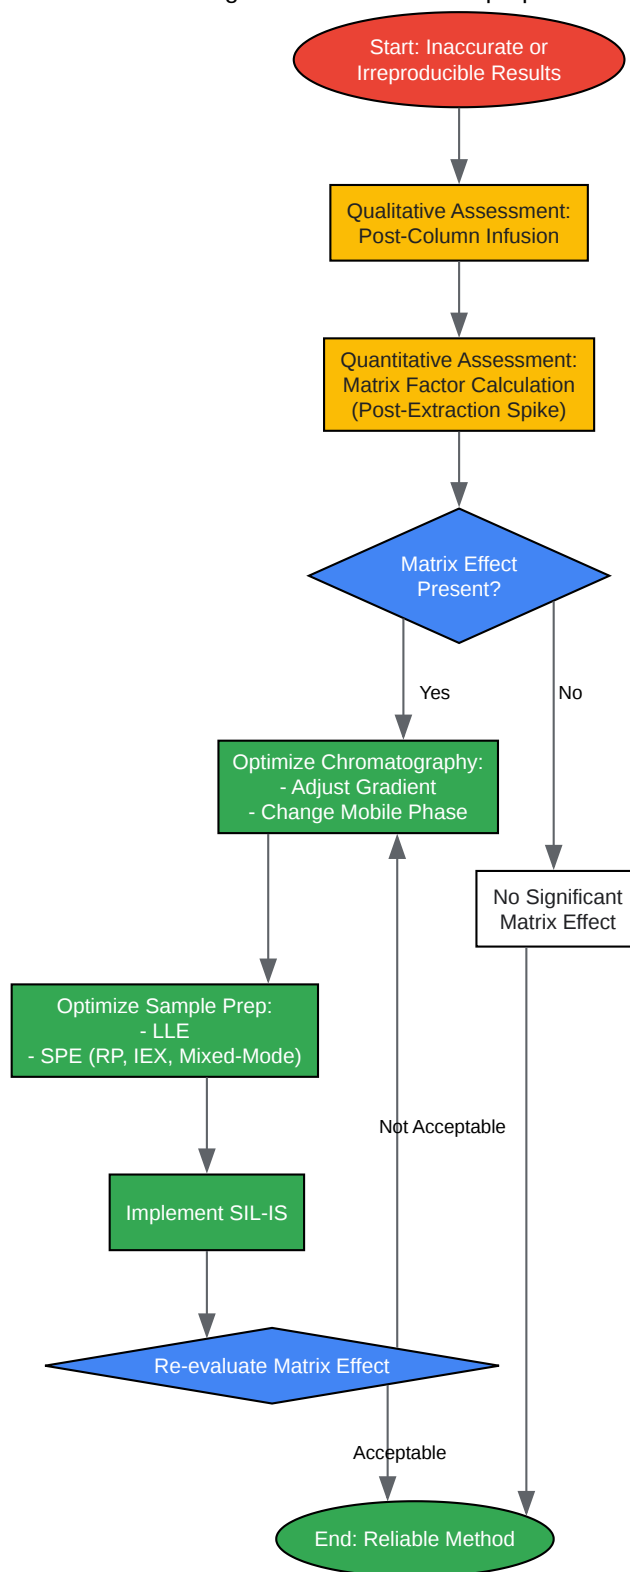 Start: Inaccurate or
Irreproducible Results
Qualitative Assessment:
Post-Column Infusion
Quantitative Assessment:
Matrix Factor Calculation
(Post-Extraction Spike)
Matrix Effect
Present?
Yes
No
Optimize Chromatography:
- Adjust Gradient
- Change Mobile Phase
No Significant
Matrix Effect
Optimize Sample Prep:
- LLE
- SPE (RP, IEX, Mixed-Mode)
Not Acceptable
Implement SIL-IS
Re-evaluate Matrix Effect
Acceptable
End: Reliable Method